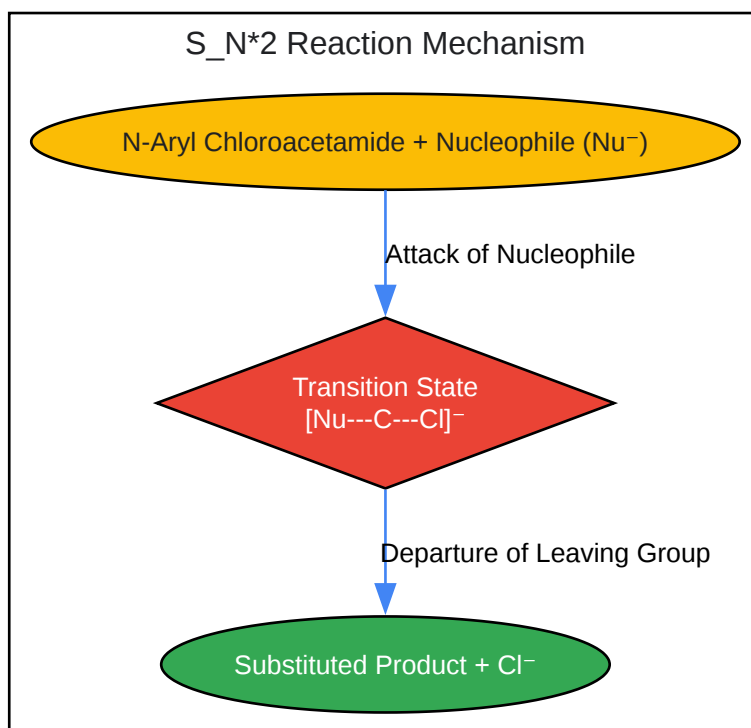 S_N*2 Reaction Mechanism
N-Aryl Chloroacetamide + Nucleophile (Nu⁻)
Attack of Nucleophile
Transition State
[Nu---C---Cl]⁻
Departure of Leaving Group
Substituted Product + Cl⁻